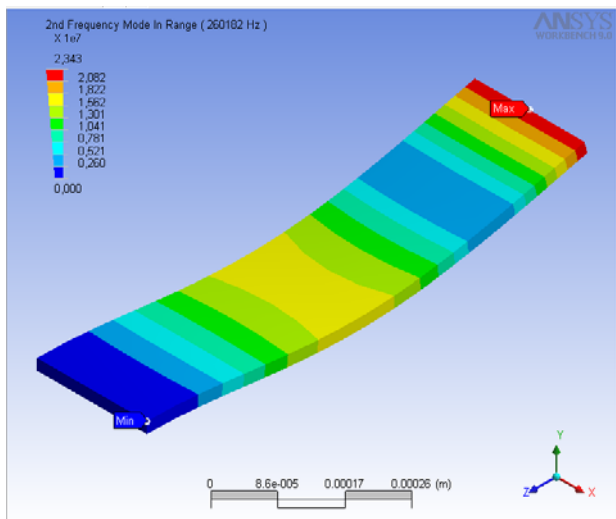 2nd Frequency Mode In Range ( 260182 Hz )
X 1e7
2,343
2,082
1,822
1,562
1,301
1,041
0,781
0,521
0,260
0,000
ANSYS
WORKBENCH 9.0
Max
Min
0 8.6e-005 0.00017 0.00026 (m)
Y
Z X